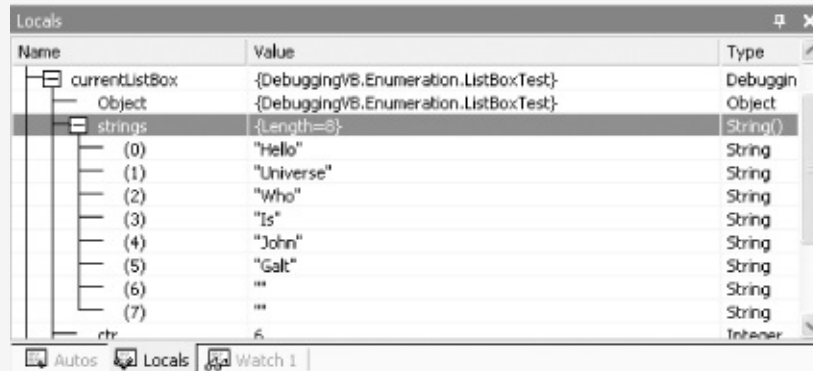 Locals
Name Value Type
currentListBox {DebuggingVB.Enumeration.ListBoxTest} Debuggin
Object {DebuggingVB.Enumeration.ListBoxTest} Object
strings {Length=8} String()
(0) "Hello" String
(1) "Universe" String
(2) "Who" String
(3) "Is" String
(4) "John" String
(5) "Galt" String
(6) "" String
(7) "" String
ctr 6 Integer
Autos Locals Watch 1